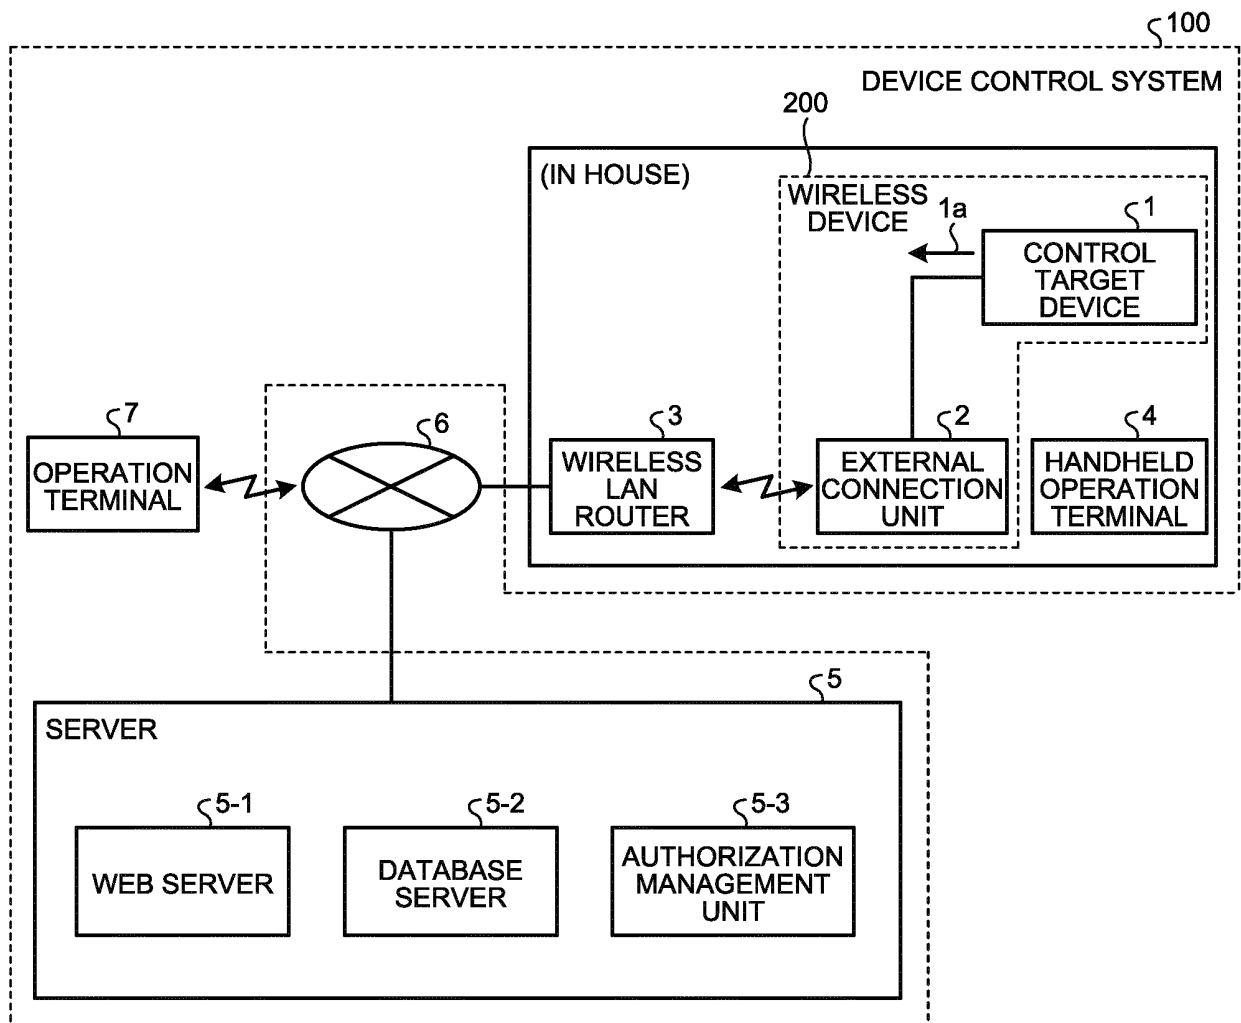 100
DEVICE CONTROL SYSTEM
200
(IN HOUSE)
WIRELESS
DEVICE
1a
1
CONTROL
TARGET
DEVICE
7
OPERATION
TERMINAL
6
3
WIRELESS
LAN
ROUTER
2
EXTERNAL
CONNECTION
UNIT
4
HANDHELD
OPERATION
TERMINAL
5
SERVER
5-1
WEB SERVER
5-2
DATABASE
SERVER
5-3
AUTHORIZATION
MANAGEMENT
UNIT